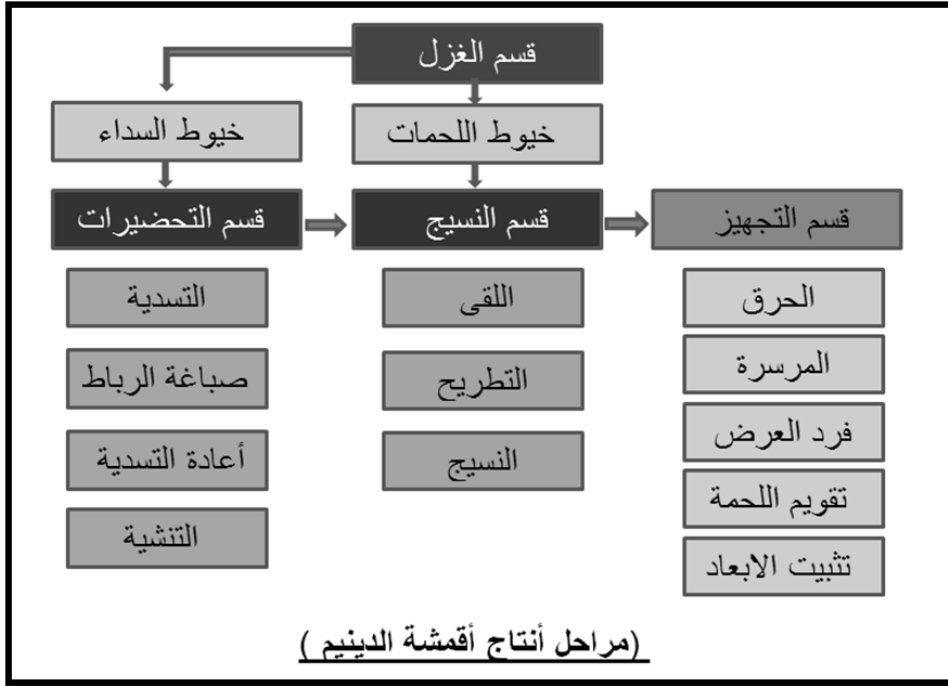 قسم الغزل
خيوط السداء
خيوط اللحمات
قسم التحضيرات
قسم النسيج
قسم التجهيز
التسدية
صباغة الرباط
أعادة التسدية
التنشية
اللقى
التطريح
النسيج
الحرق
المرسرة
فرد العرض
تقويم اللحمة
تثبيت الابعاد
(مراحل أنتاج أقمشة الدينيم )